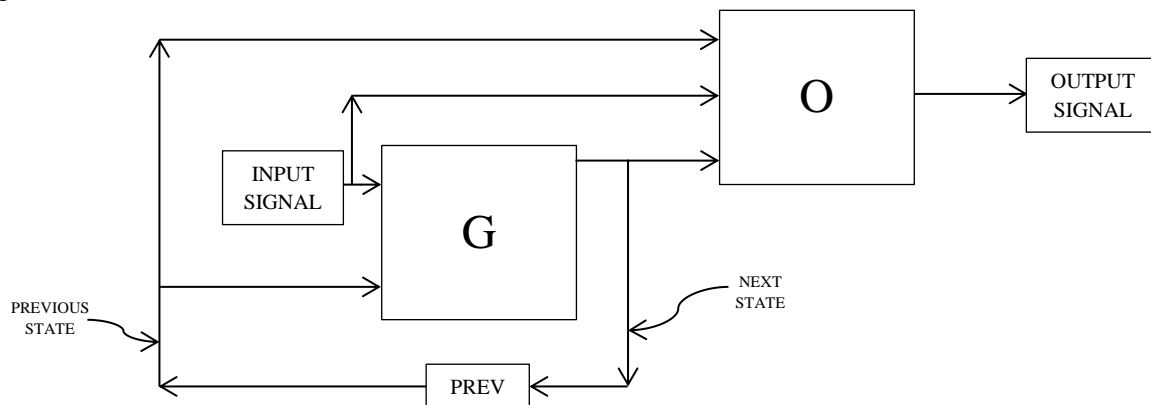 O
OUTPUT
SIGNAL
INPUT
SIGNAL
G
PREVIOUS
STATE
NEXT
STATE
PREV